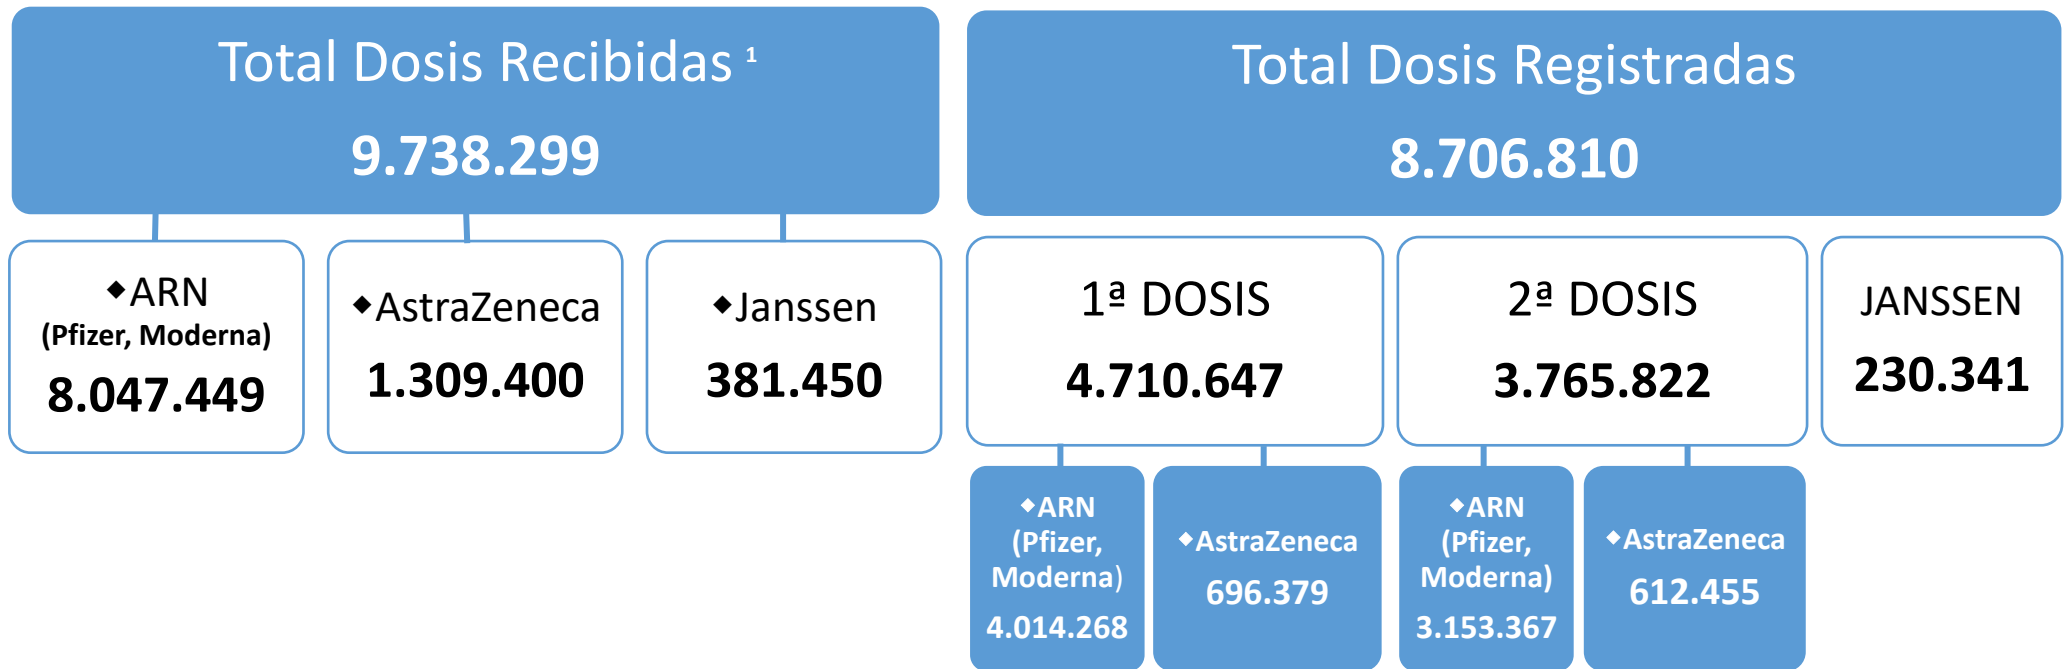 Total Dosis Recibidas ¹
9.738.299
◆ARN
(Pfizer, Moderna)
8.047.449
◆AstraZeneca
1.309.400
◆Janssen
381.450
Total Dosis Registradas
8.706.810
1ª DOSIS
4.710.647
◆ARN
(Pfizer,
Moderna)
4.014.268
◆AstraZeneca
696.379
2ª DOSIS
3.765.822
◆ARN
(Pfizer,
Moderna)
3.153.367
◆AstraZeneca
612.455
JANSSEN
230.341